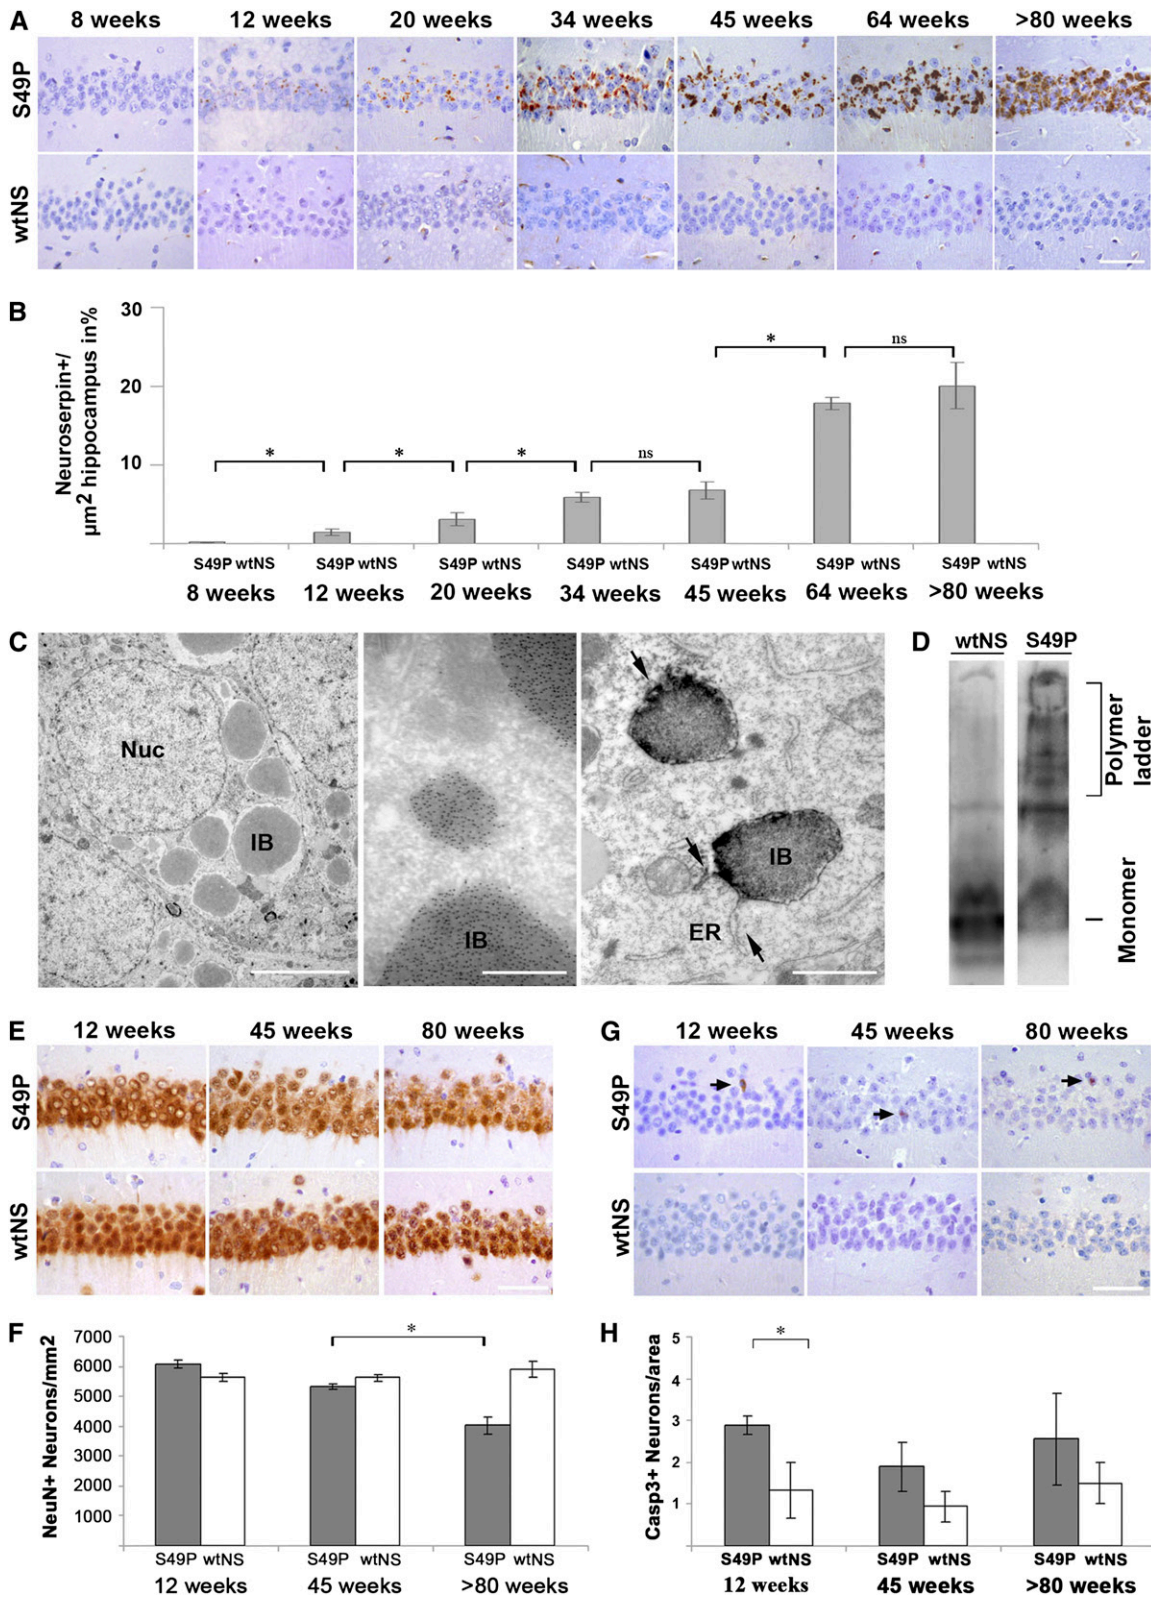 A 8 weeks 12 weeks 20 weeks 34 weeks 45 weeks 64 weeks >80 weeks
S49P
wtNS
B
Neuroserpin+/
µm2 hippocampus in%
30
20
10
* * * ns * ns
S49P wtNS S49P wtNS S49P wtNS S49P wtNS S49P wtNS S49P wtNS S49P wtNS
8 weeks 12 weeks 20 weeks 34 weeks 45 weeks 64 weeks >80 weeks
C
Nuc
IB
IB
IB
ER
D wtNS S49P
Polymer
ladder
Monomer
E 12 weeks 45 weeks 80 weeks
S49P
wtNS
G 12 weeks 45 weeks 80 weeks
S49P
wtNS
F
NeuN+ Neurons/mm2
7000
6000
5000
4000
3000
2000
1000
*
S49P wtNS S49P wtNS S49P wtNS
12 weeks 45 weeks >80 weeks
H
Casp3+ Neurons/area
5
4
3
2
1
*
S49P wtNS S49P wtNS S49P wtNS
12 weeks 45 weeks >80 weeks